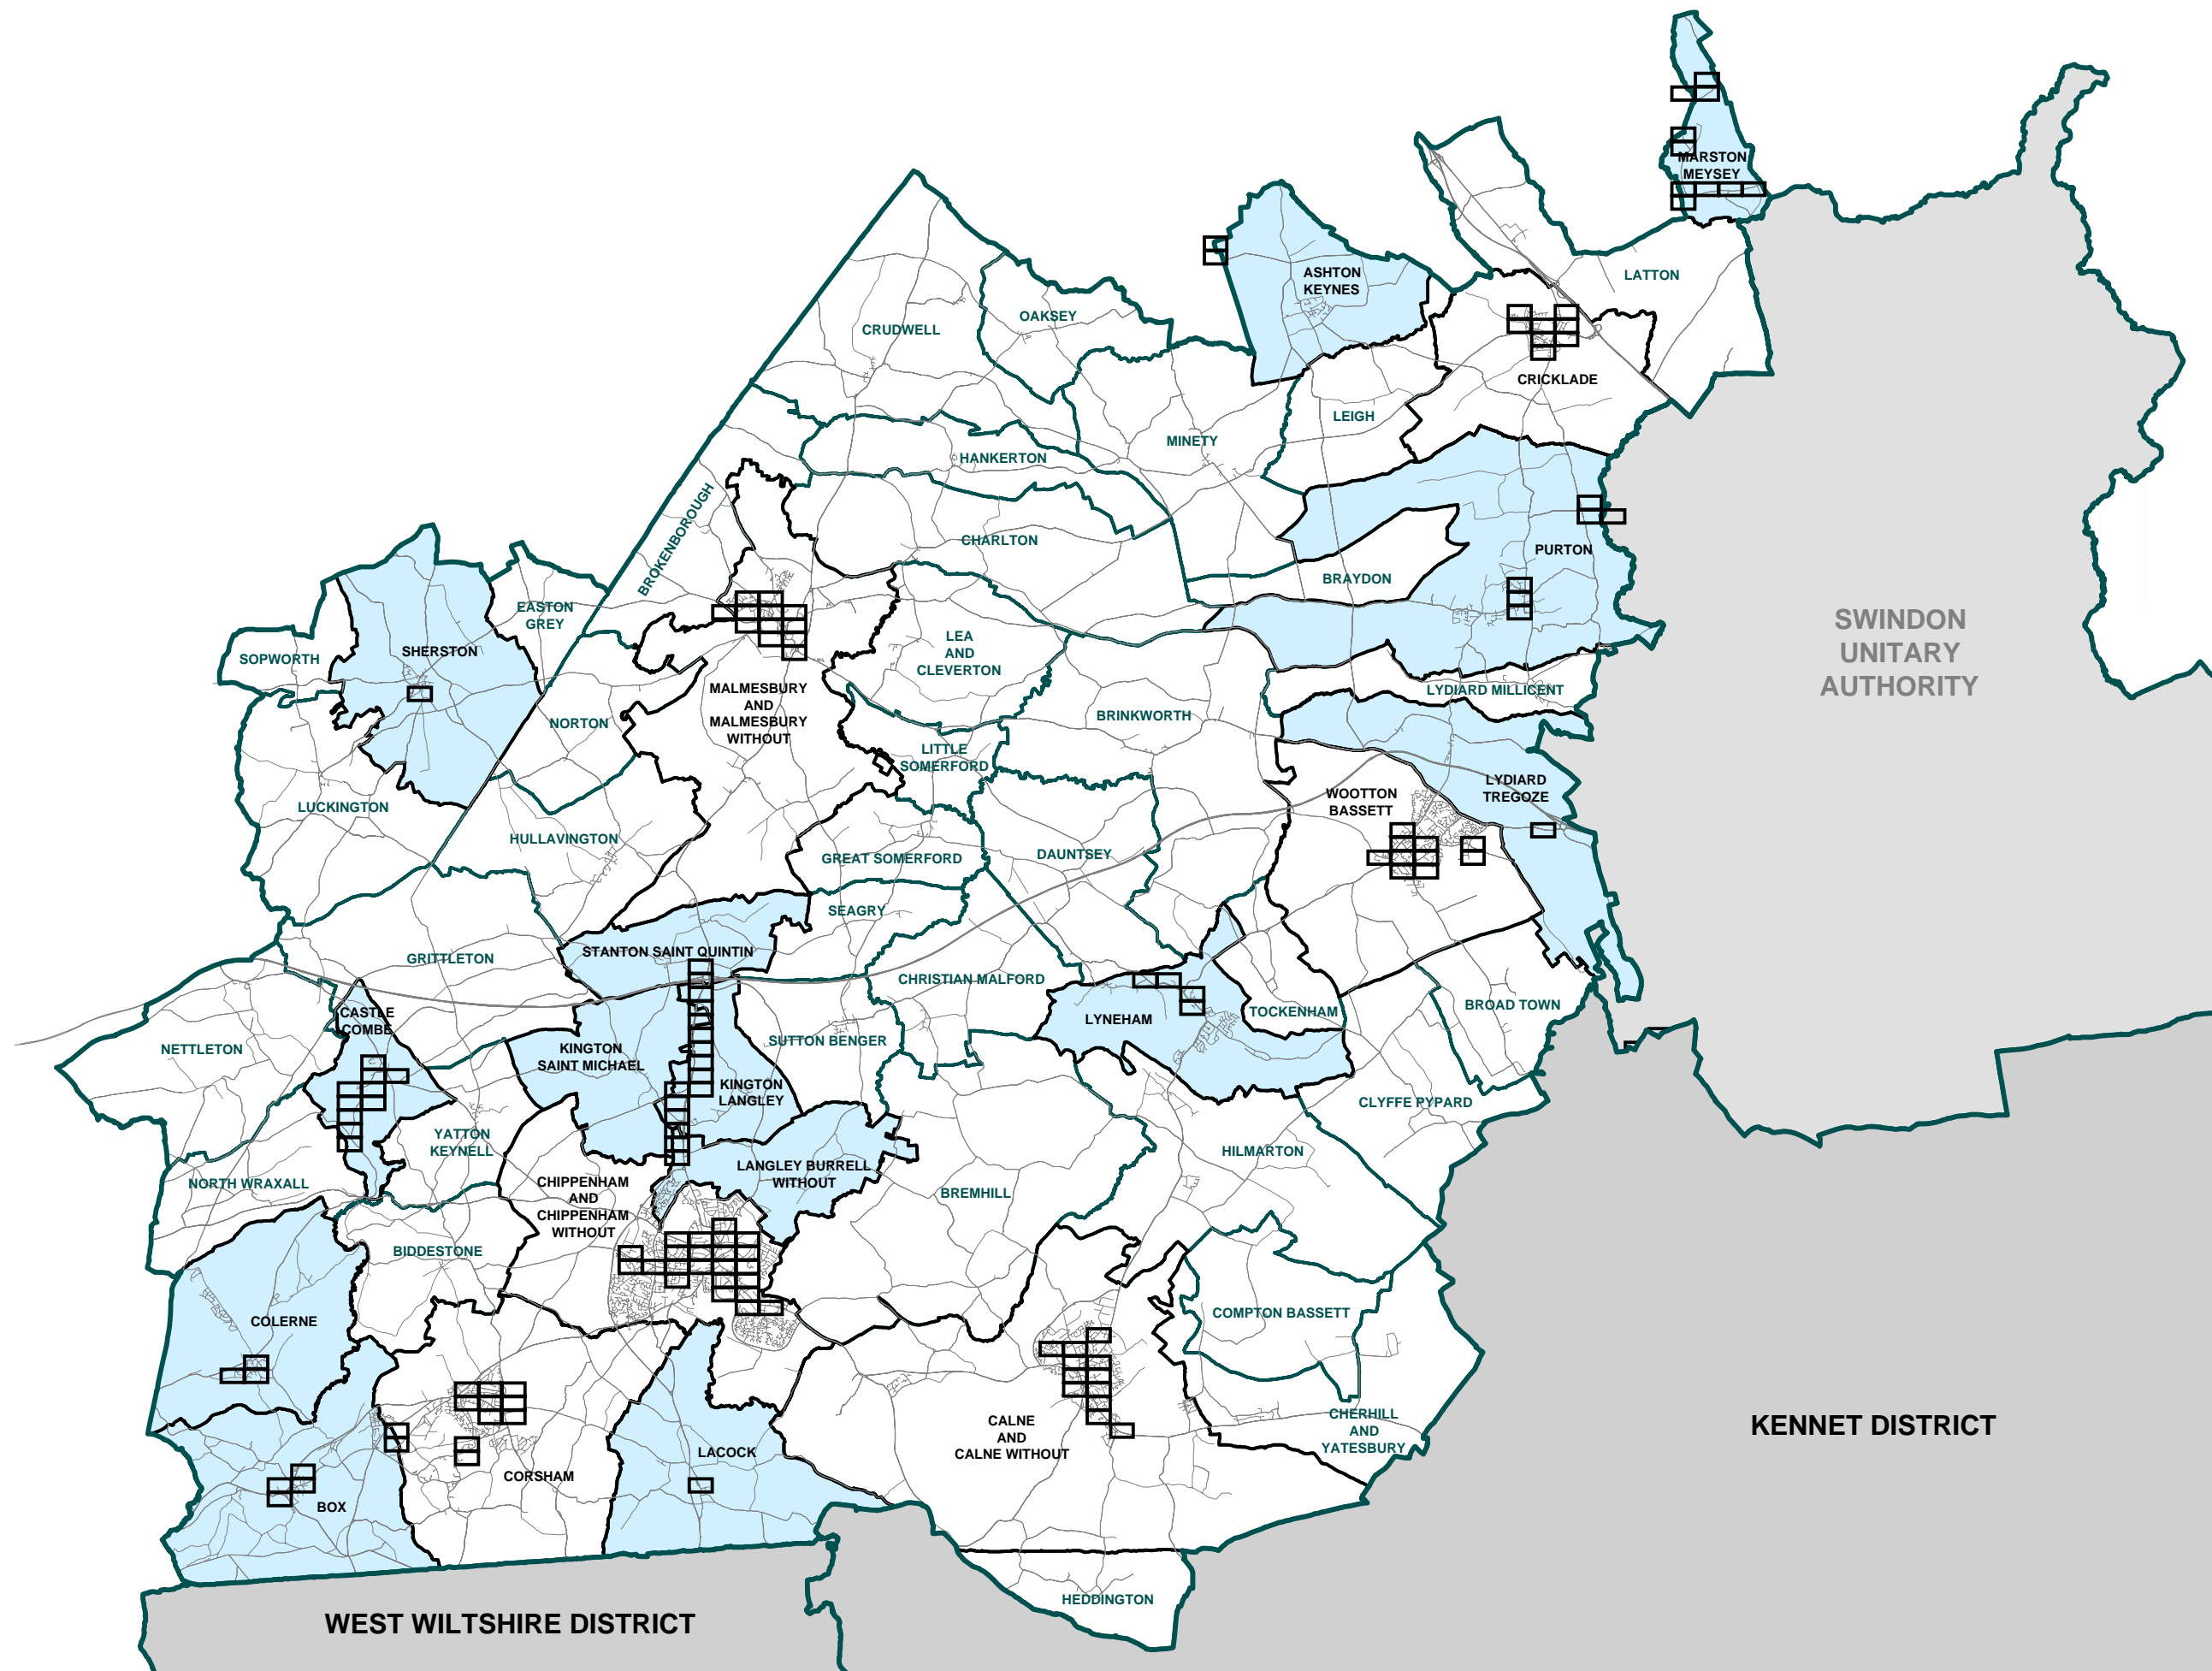 MARSTON
MEYSEY
LATTON
ASHTON
KEYNES
OAKSEY
CRUDWELL
CRICKLADE
LEIGH
MINETY
HANKERTON
BROKENBOROUGH
CHARLTON
PURTON
BRAYDON
EASTON
GREY
SWINDON
UNITARY
AUTHORITY
LEA
AND
CLEVERTON
SHERSTON
SOPWORTH
MALMESBURY
AND
MALMESBURY
WITHOUT
LYDIARD MILLICENT
BRINKWORTH
NORTON
LITTLE
SOMERFORD
LYDIARD
TREGOZE
WOOTTON
BASSETT
LUCKINGTON
HULLAVINGTON
GREAT SOMERFORD
DAUNTSEY
SEAGRY
STANTON SAINT QUINTIN
GRITTLETON
CHRISTIAN MALFORD
BROAD TOWN
TOCKENHAM
LYNEHAM
CASTLE
COMBE
NETTLETON
SUTTON BENGER
KINGTON
SAINT MICHAEL
KINGTON
LANGLEY
CLYFFE PYPARD
YATTON
KEYNELL
HILMARTON
LANGLEY BURRELL
WITHOUT
NORTH WRAXALL
CHIPPENHAM
AND
CHIPPENHAM
WITHOUT
BREMHILL
BIDDESTONE
COMPTON BASSETT
COLERNE
CHERHILL
AND
YATESBURY
CALNE
AND
CALNE WITHOUT
KENNET DISTRICT
LACOCK
CORSHAM
BOX
HEDDINGTON
WEST WILTSHIRE DISTRICT